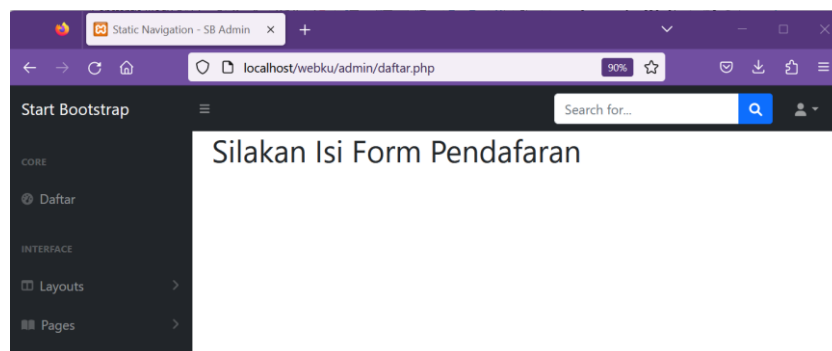 Static Navigation - SB Admin
localhost/webku/admin/daftar.php
90%
Start Bootstrap
Search for...
Silakan Isi Form Pendafaran
CORE
Daftar
INTERFACE
Layouts
Pages